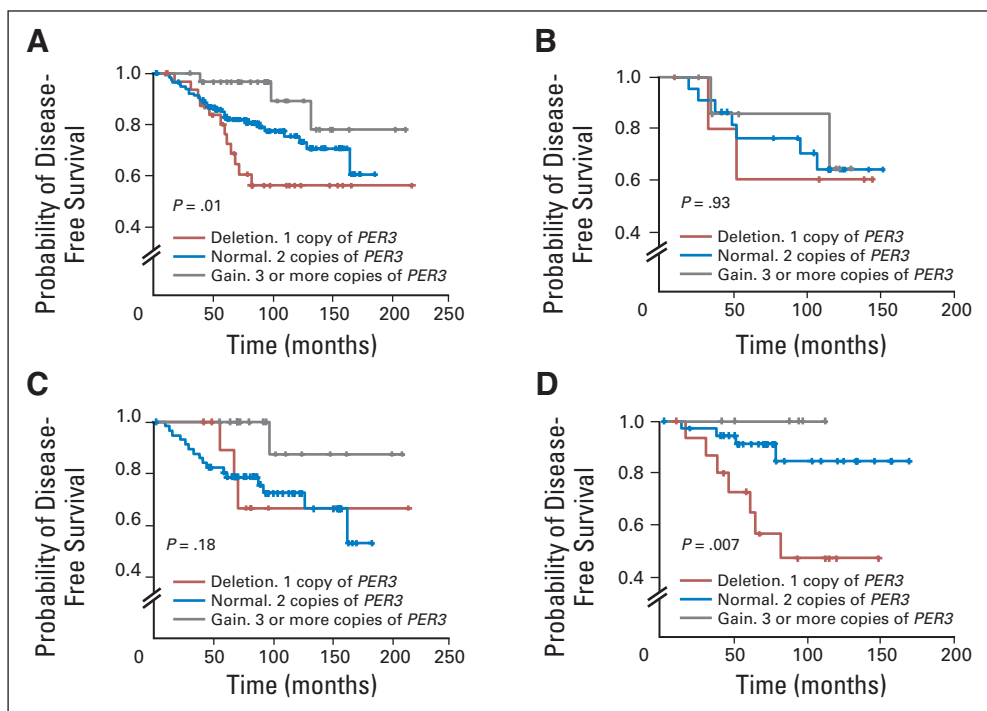 A
Probability of Disease-
Free Survival
1.0
0.8
0.6
0.4
P = .01
Deletion. 1 copy of PER3
Normal. 2 copies of PER3
Gain. 3 or more copies of PER3
0 50 100 150 200 250
Time (months)
B
Probability of Disease-
Free Survival
1.0
0.8
0.6
0.4
P = .93
Deletion. 1 copy of PER3
Normal. 2 copies of PER3
Gain. 3 or more copies of PER3
0 50 100 150 200
Time (months)
C
Probability of Disease-
Free Survival
1.0
0.8
0.6
0.4
P = .18
Deletion. 1 copy of PER3
Normal. 2 copies of PER3
Gain. 3 or more copies of PER3
0 50 100 150 200 250
Time (months)
D
Probability of Disease-
Free Survival
1.0
0.8
0.6
0.4
P = .007
Deletion. 1 copy of PER3
Normal. 2 copies of PER3
Gain. 3 or more copies of PER3
0 50 100 150 200
Time (months)